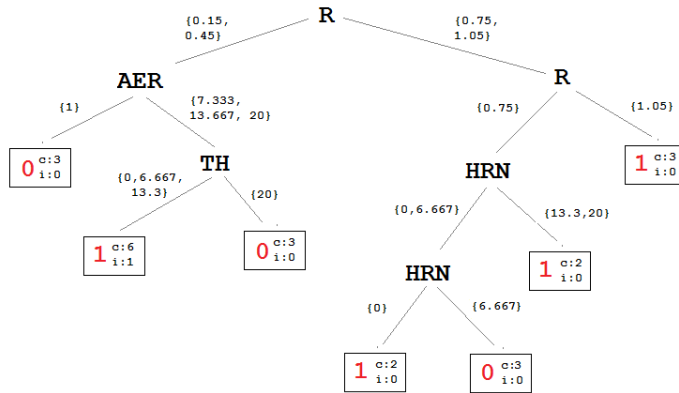 R
{0.15,
0.45}
{0.75,
1.05}
AER
R
{1}
{7.333,
13.667, 20}
{0.75}
{1.05}
0 c:3
i:0
TH
HRN
1 c:3
i:0
{0,6.667,
13.3}
{20}
{0,6.667}
{13.3,20}
1 c:6
i:1
0 c:3
i:0
HRN
1 c:2
i:0
{0}
{6.667}
1 c:2
i:0
0 c:3
i:0